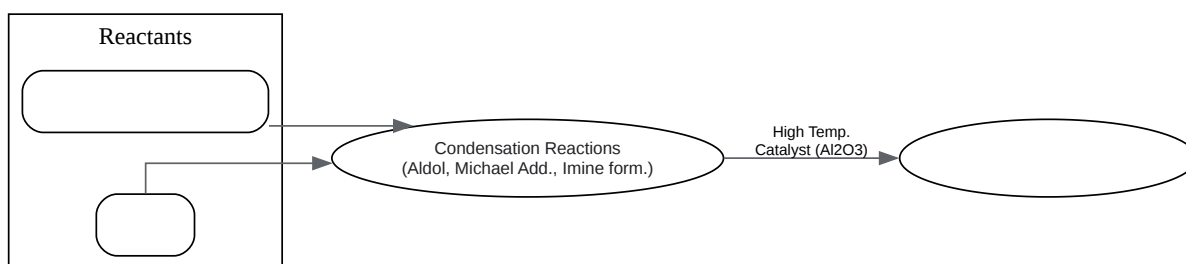 Reactants
Condensation Reactions
(Aldol, Michael Add., Imine form.)
High Temp.
Catalyst (Al2O3)